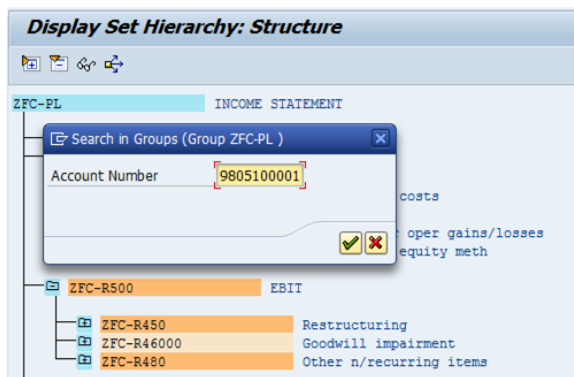 Display Set Hierarchy: Structure
ZFC-PL INCOME STATEMENT
Search in Groups (Group ZFC-PL )
Account Number 9805100001
costs
oper gains/losses
equity meth
ZFC-R500 EBIT
ZFC-R450 Restructuring
ZFC-R46000 Goodwill impairment
ZFC-R480 Other n/recurring items